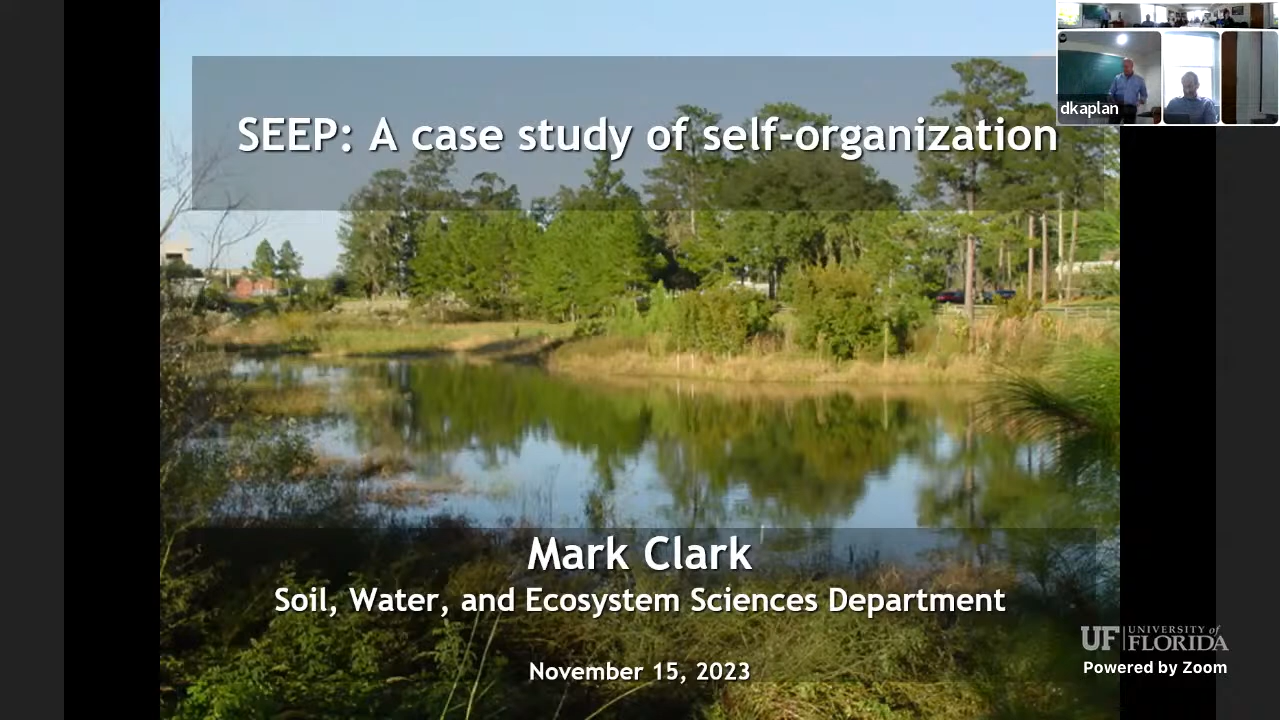 SEEP: A case study of self-organization
dkaplan
Mark Clark
Soil, Water, and Ecosystem Sciences Department
November 15, 2023
UF UNIVERSITY of FLORIDA
Powered by Zoom